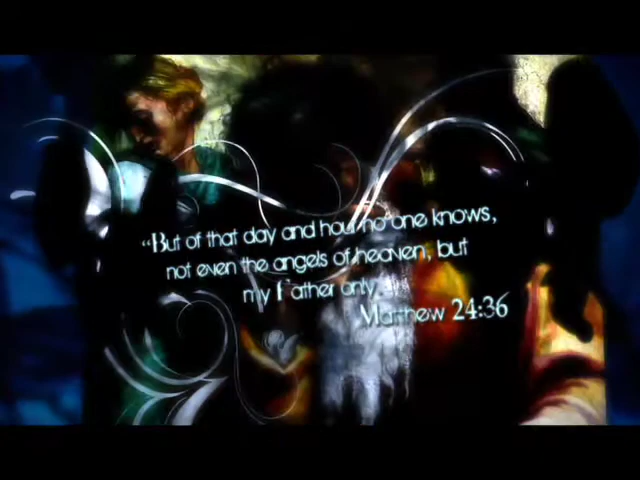 “But of that day and hour no one knows,
not even the angels of heaven, but
my Father only.
Matthew 24:36